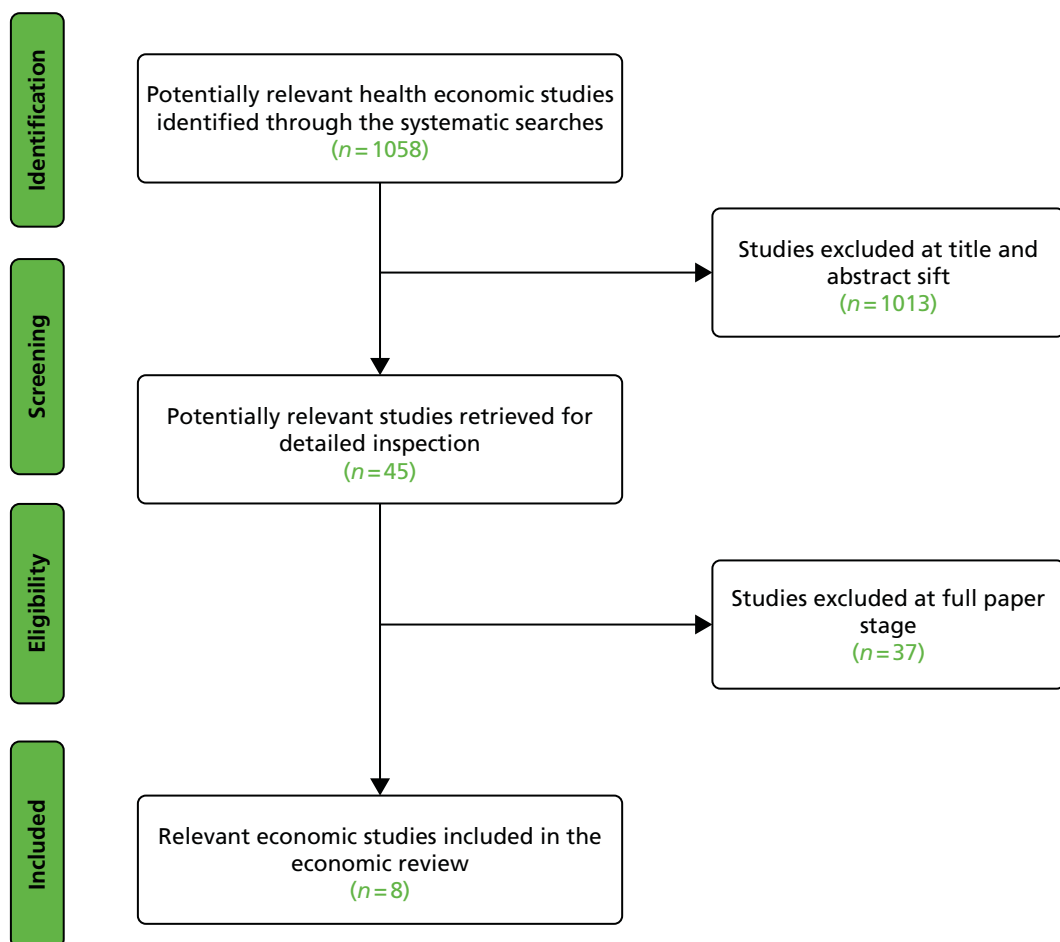 Identification
Potentially relevant health economic studies
identified through the systematic searches
(n=1058)
Studies excluded at title and
abstract sift
(n=1013)
Screening
Potentially relevant studies retrieved for
detailed inspection
(n=45)
Eligibility
Studies excluded at full paper
stage
(n=37)
Included
Relevant economic studies included in the
economic review
(n=8)